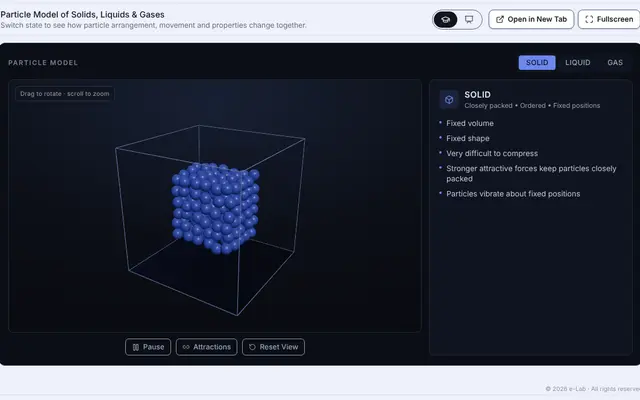 Particle Model of Solids, Liquids & Gases
Switch state to see how particle arrangement, movement and properties change together.
Open in New Tab
Fullscreen
PARTICLE MODEL
SOLID
LIQUID
GAS
Drag to rotate · scroll to zoom
SOLID
Closely packed • Ordered • Fixed positions
• Fixed volume
• Fixed shape
• Very difficult to compress
• Stronger attractive forces keep particles closely
packed
• Particles vibrate about fixed positions
Pause
Attractions
Reset View
© 2026 e-Lab · All rights reserve